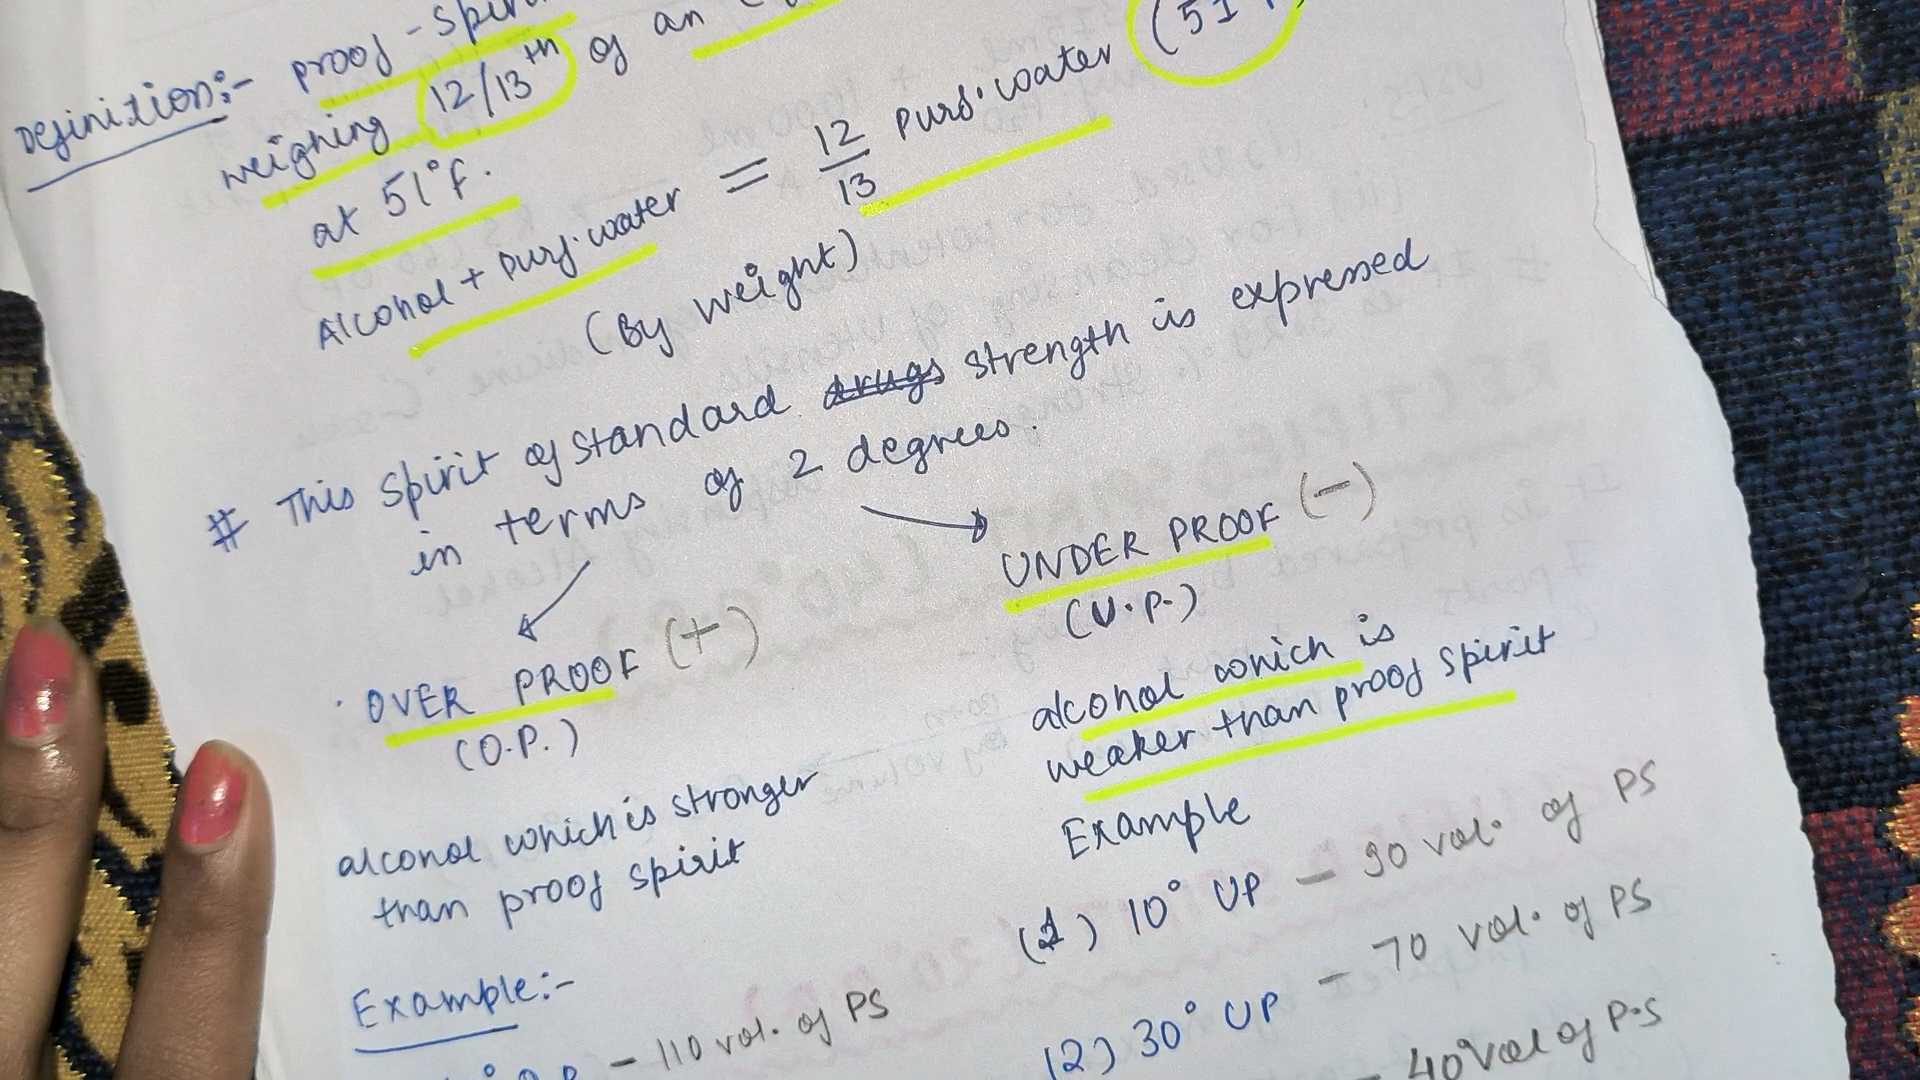 Definition:- proof-
weighing 12/13th of an
at 51°F.
Alcohol + purf. water = 12/13 purd. water (51
(By weight)
# This spirit of standard drugs strength is expressed
in terms of 2 degrees.
UNDER PROOF (-)
(U.P.)
alcohol which is
weaker than proof spirit
Example
(1) 10° UP - 90 vol. of PS
(2) 30° UP - 70 vol. of PS
- 40 vol of P.S
OVER PROOF (+)
(O.P.)
alcohol which is stronger
than proof spirit
Example:-
- 110 vol. of PS